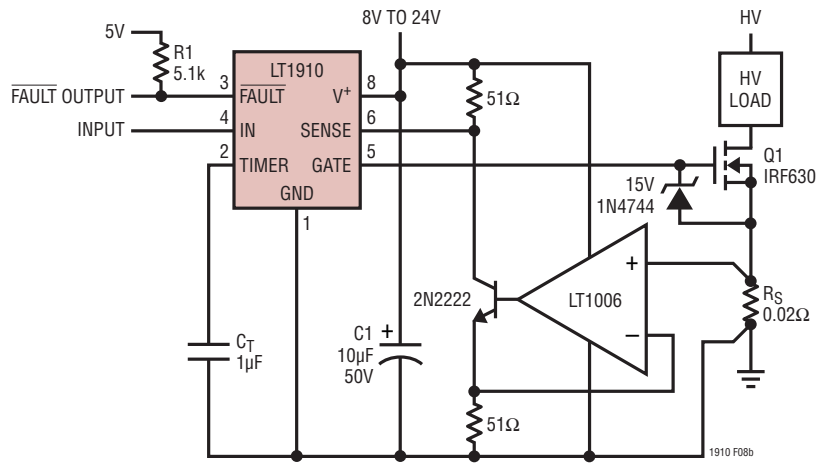 8V TO 24V
HV
5V
R1
5.1k
LT1910
HV
LOAD
FAULT OUTPUT
3
FAULT
V+
8
51Ω
INPUT
4
IN
SENSE
6
2
TIMER
GATE
5
Q1
IRF630
GND
1
15V
1N4744
+
2N2222
LT1006
RS
0.02Ω
–
CT
1µF
C1
+
10µF
50V
51Ω
1910 F08b